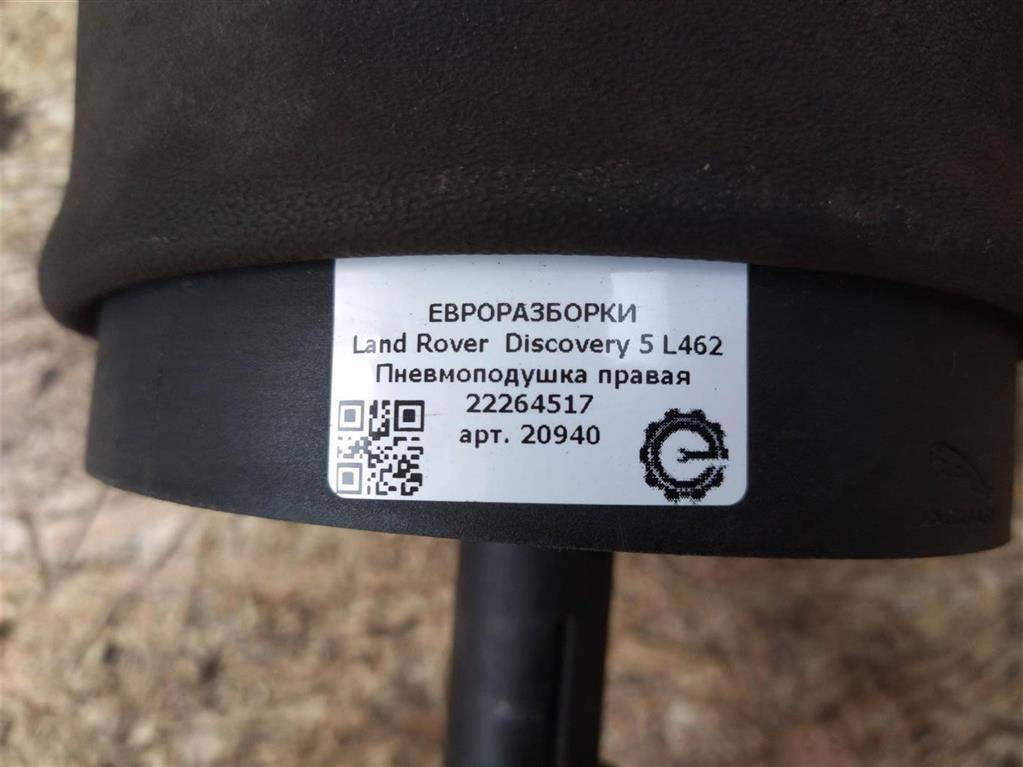 ЕВРОРАЗБОРКИ
Land Rover Discovery 5 L462
Пневмоподушка правая
22264517
арт. 20940